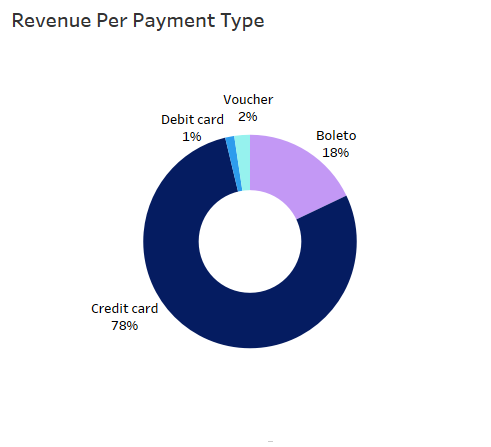 Revenue Per Payment Type
Voucher
2%
Debit card
1%
Boleto
18%
Credit card
78%